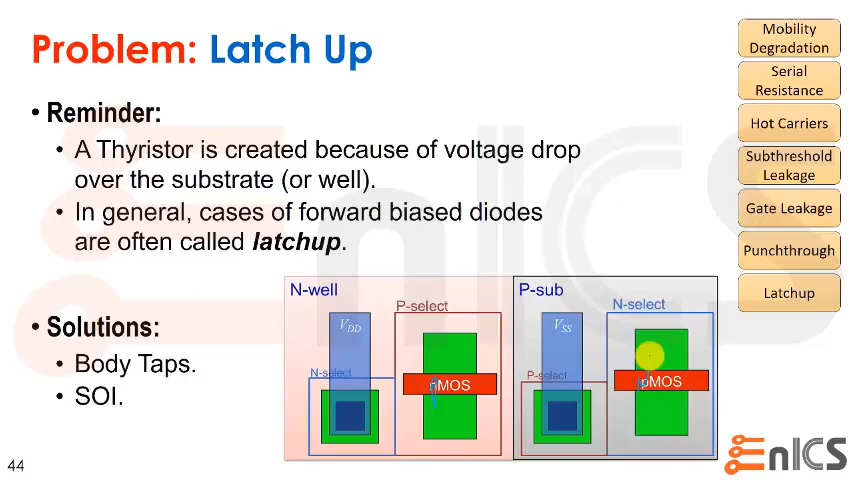 Problem: Latch Up
• Reminder:
• A Thyristor is created because of voltage drop
over the substrate (or well).
• In general, cases of forward biased diodes
are often called latchup.
• Solutions:
• Body Taps.
• SOI.
N-well
P-select
VDD
N-select
nMOS
P-sub
N-select
VSS
P-select
pMOS
Mobility
Degradation
Serial
Resistance
Hot Carriers
Subthreshold
Leakage
Gate Leakage
Punchthrough
Latchup
44
EnICS